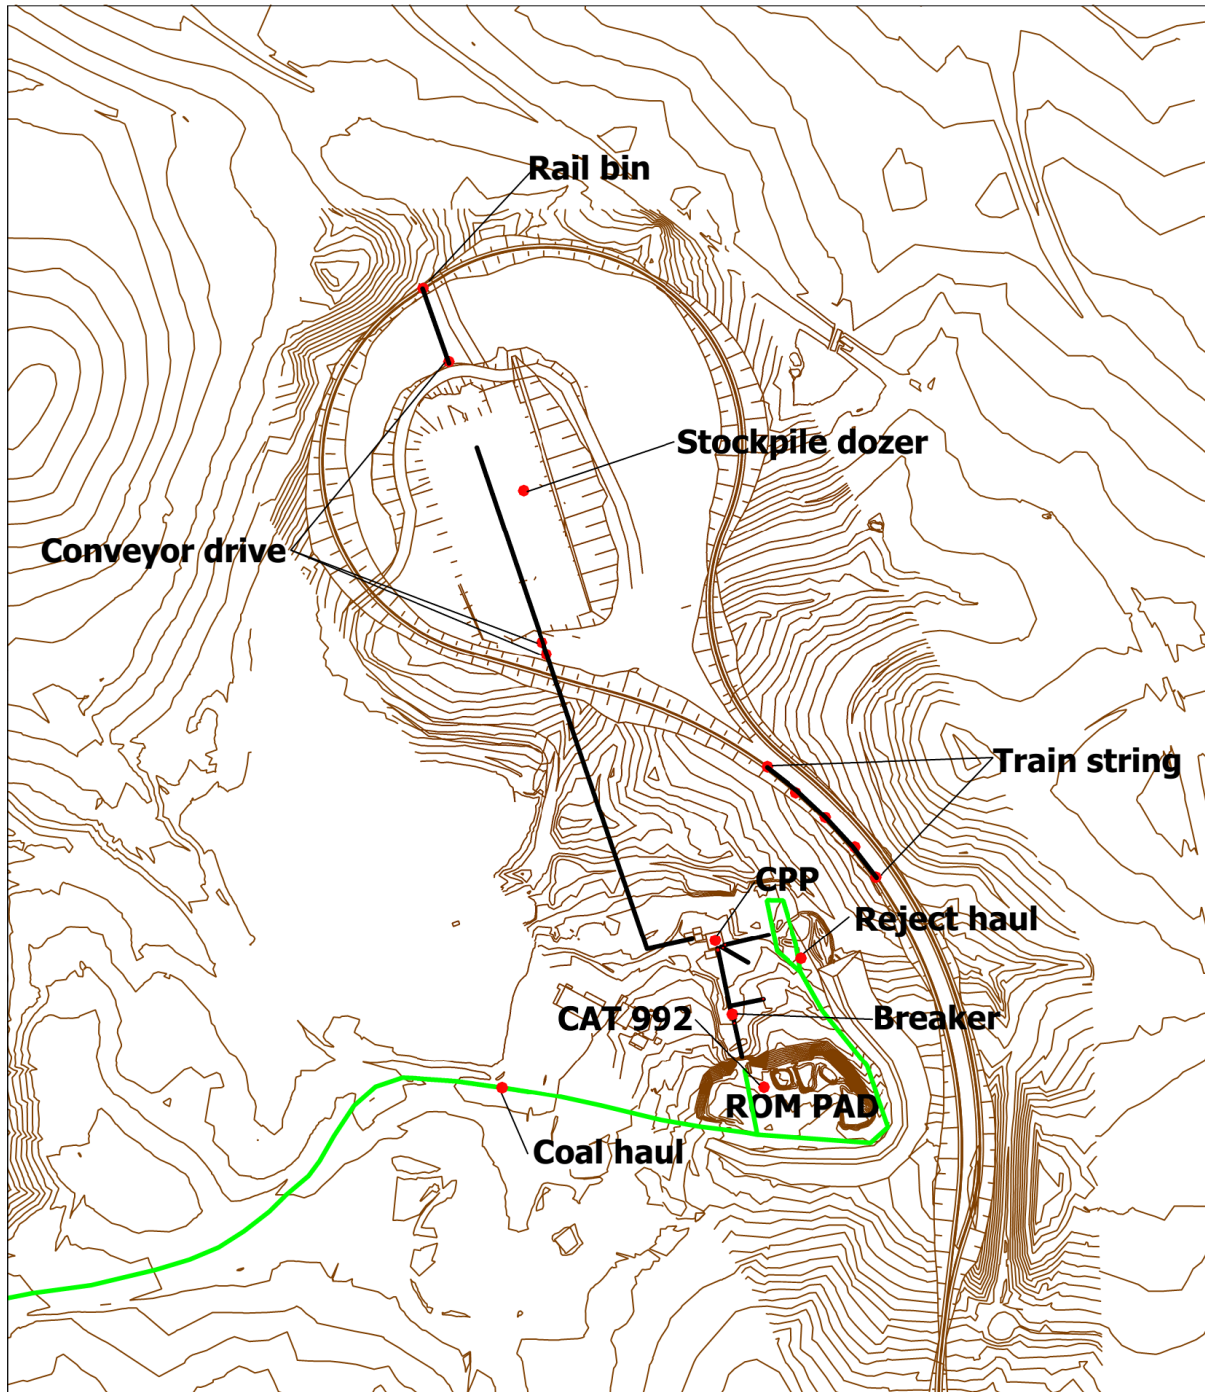 Rail bin
Stockpile dozer
Conveyor drive
Train string
CPP
Reject haul
CAT 992
Breaker
ROM PAD
Coal haul